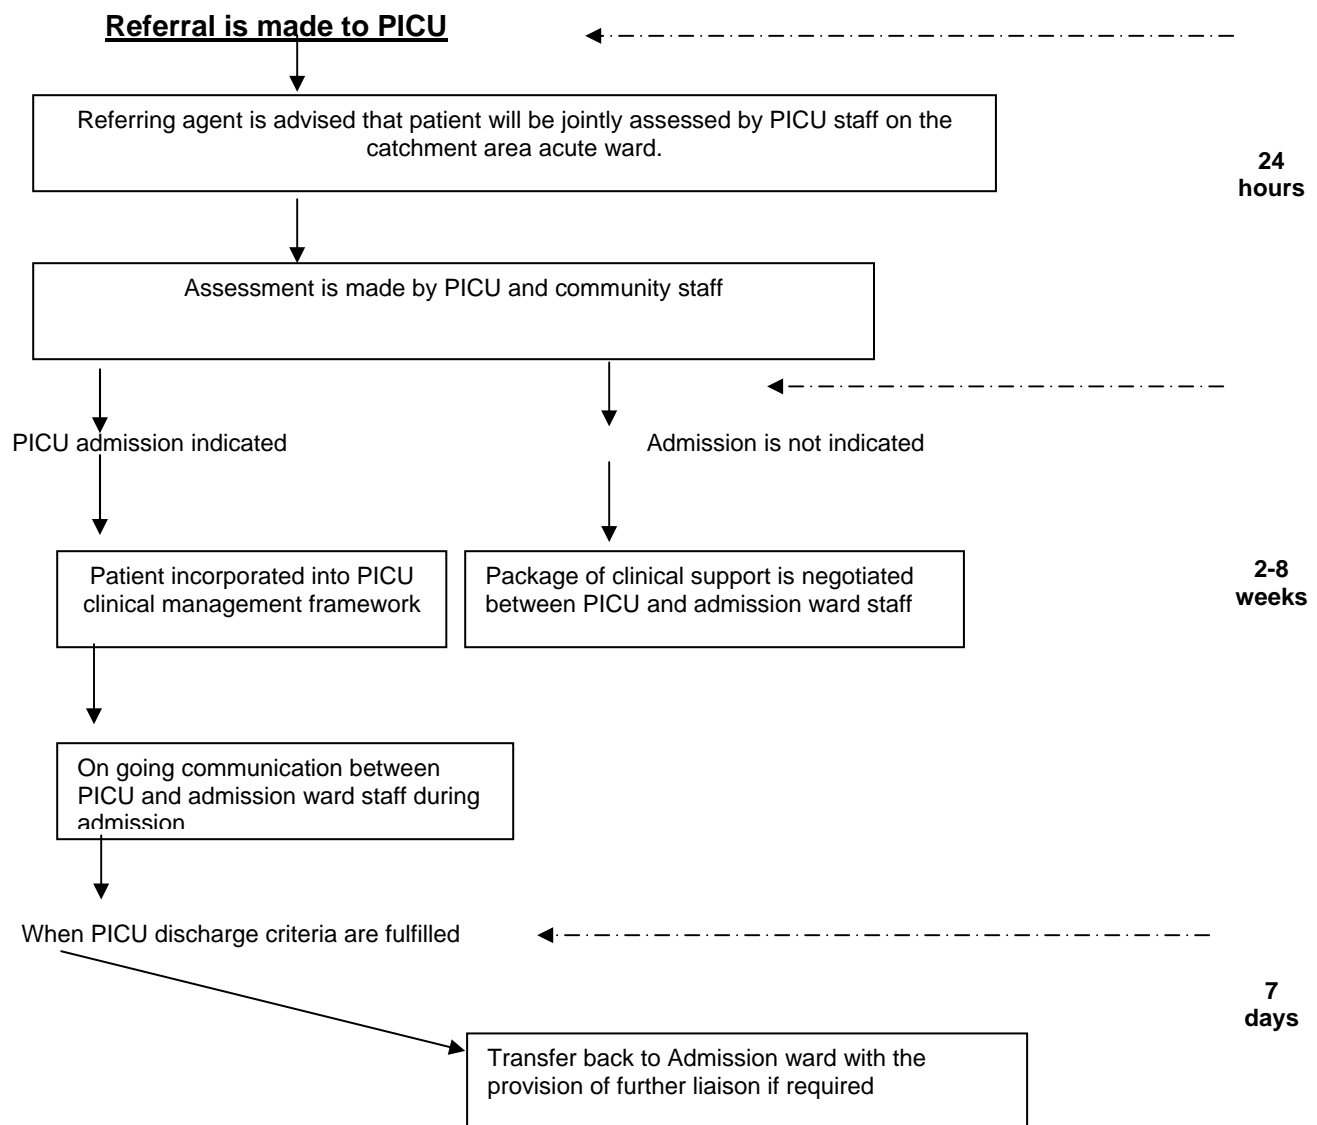 Referral is made to PICU
Referring agent is advised that patient will be jointly assessed by PICU staff on the
catchment area acute ward.
24
hours
Assessment is made by PICU and community staff
PICU admission indicated
Admission is not indicated
Patient incorporated into PICU
clinical management framework
Package of clinical support is negotiated
between PICU and admission ward staff
2-8
weeks
On going communication between
PICU and admission ward staff during
admission
When PICU discharge criteria are fulfilled
7
days
Transfer back to Admission ward with the
provision of further liaison if required